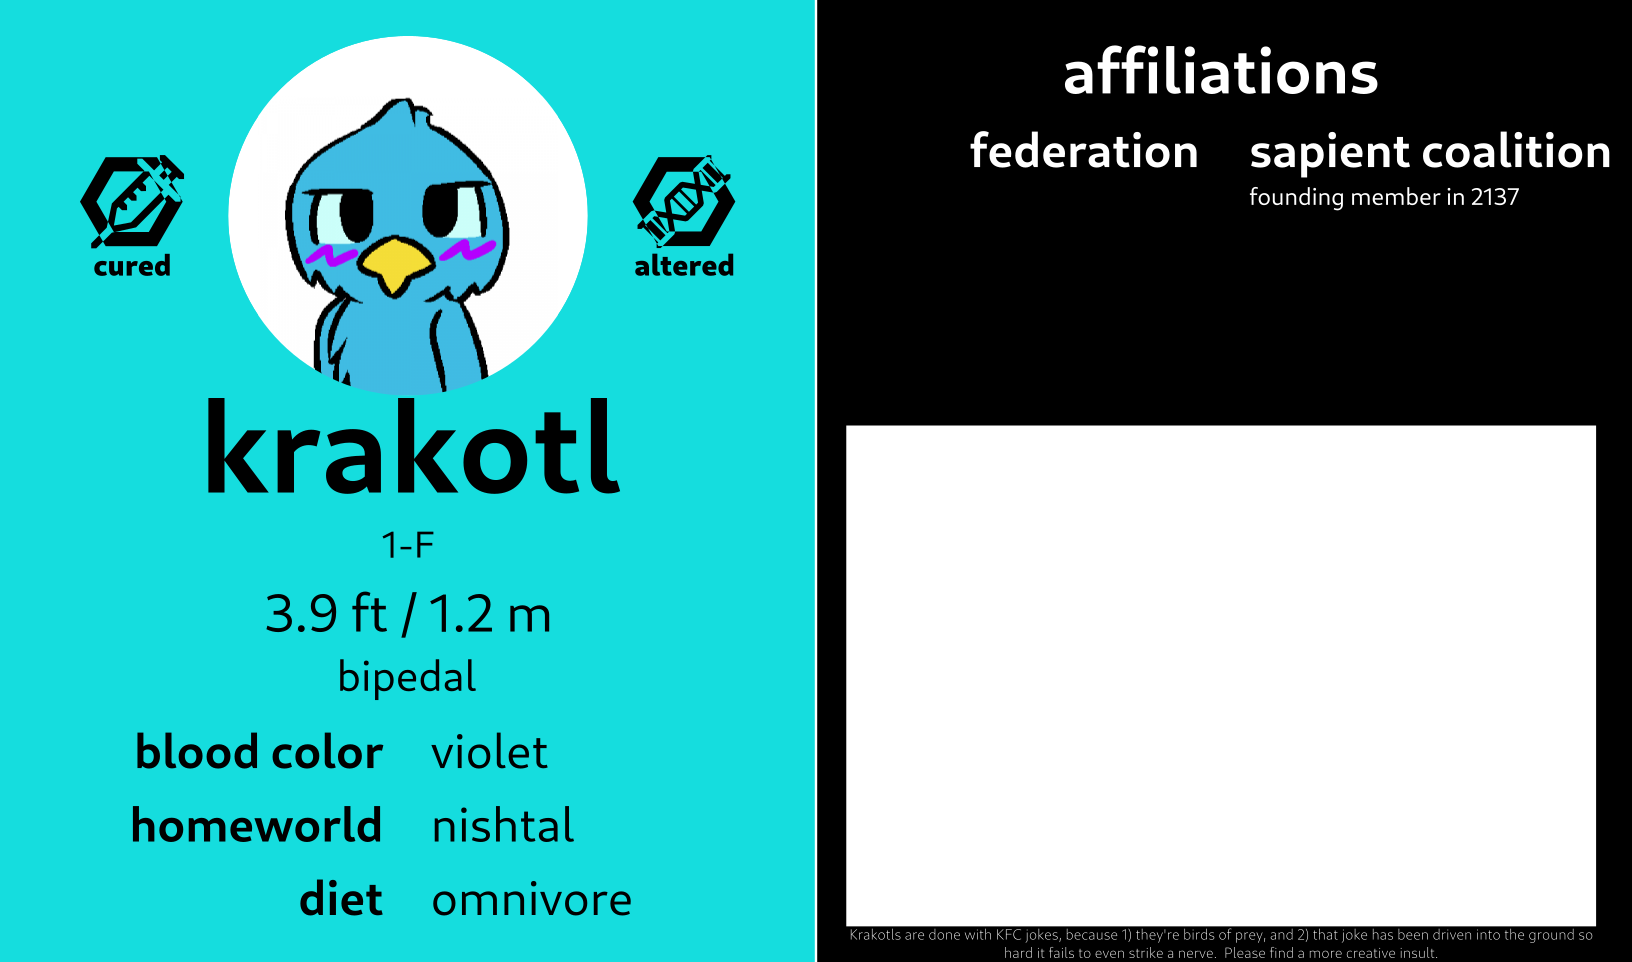 cured
altered
krakotl
1-F
3.9 ft / 1.2 m
bipedal
blood color violet
homeworld nishtal
diet omnivore
affiliations
federation
sapient coalition
founding member in 2137
Krakotls are done with KFC jokes, because 1) they're birds of prey, and 2) that joke has been driven into the ground so
hard it fails to even strike a nerve. Please find a more creative insult.